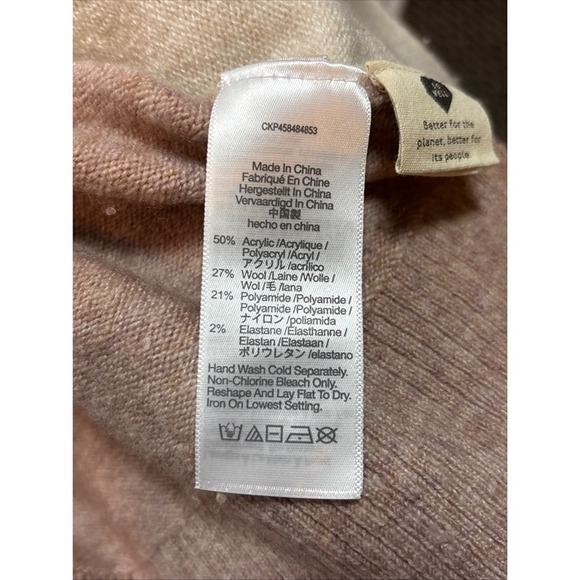 CKP458484853
Made In China
Fabriqué En Chine
Hergestellt In China
Vervaardigd In China
中国製
hecho en china
50% Acrylic /Acrylique /
Polyacryl /Acryl /
アクリル /acrílico
27% Wool /Laine /Wolle /
Wol /毛 /lana
21% Polyamide /Polyamide /
Polyamide /Polyamide /
ナイロン /poliamida
2% Elastane /Elasthanne /
Elastan /Elastaan /
ポリウレタン /elastano
Hand Wash Cold Separately.
Non-Chlorine Bleach Only.
Reshape And Lay Flat To Dry.
Iron On Lowest Setting.
DO
WELL
Better for the
planet, better for
its people